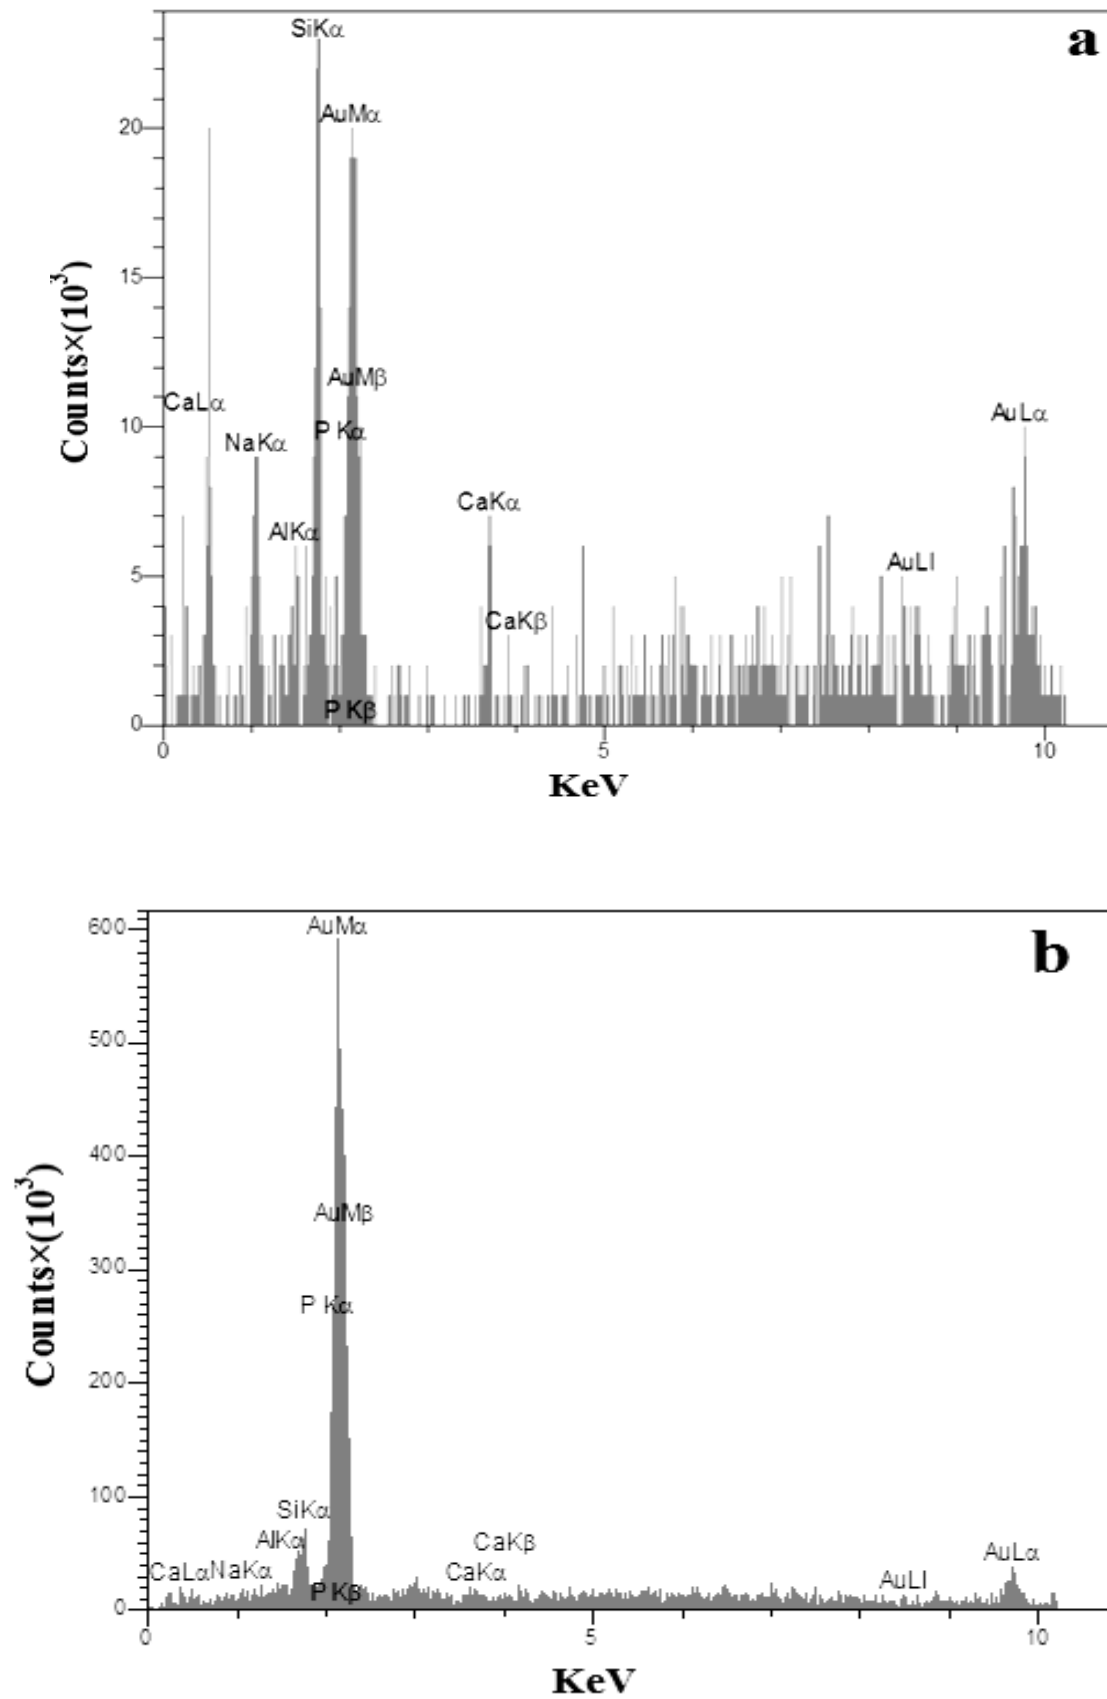 SiKα
a
AuMα
20
15
Counts×(10³)
AuMβ
CaLα
10
P Kα
NaKα
AuLα
CaKα
AlKα
5
AuLl
CaKβ
P Kβ
0
0
5
10
KeV
600
AuMα
b
500
400
Counts×(10³)
AuMβ
300
P Kα
200
100
SiKα
AlKα
CaKβ
AuLα
CaLα
NaKα
CaKα
AuLl
P Kβ
0
0
5
10
KeV